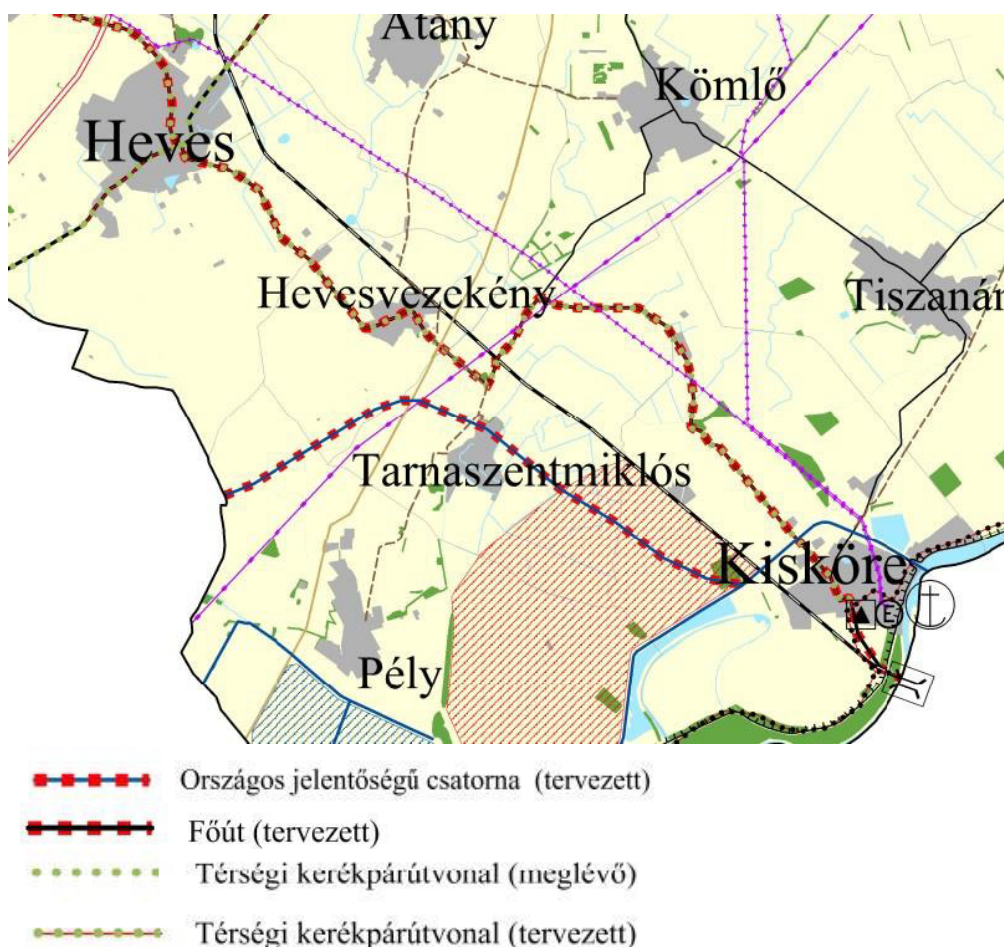 Átány
Kömlő
Heves
Hevesvezekény
Tiszanán
Tarnaszentmiklós
Kisköre
E
Pély
Országos jelentőségű csatorna (tervezett)
Főút (tervezett)
Térségi kerékpárútvonal (meglévő)
Térségi kerékpárútvonal (tervezett)